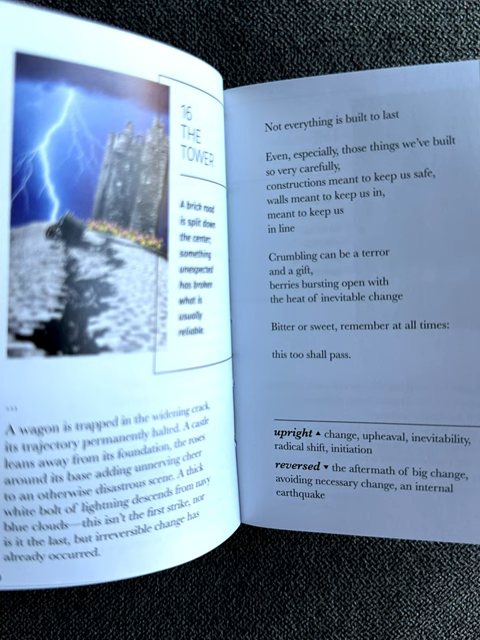 16
THE
TOWER
A brick road
is split down
the center;
something
unexpected
has broken
what is
usually
reliable.
...
A wagon is trapped in the widening crack,
its trajectory permanently halted. A castle
leans away from its foundation, the roses
around its base adding unnerving cheer
to an otherwise disastrous scene. A thick
white bolt of lightning descends from navy
blue clouds—this isn't the first strike, nor
is it the last, but irreversible change has
already occurred.
Not everything is built to last
Even, especially, those things we've built
so very carefully,
constructions meant to keep us safe,
walls meant to keep us in,
meant to keep us
in line
Crumbling can be a terror
and a gift,
berries bursting open with
the heat of inevitable change
Bitter or sweet, remember at all times:
this too shall pass.
upright ▲ change, upheaval, inevitability,
radical shift, initiation
reversed ▼ the aftermath of big change,
avoiding necessary change, an internal
earthquake